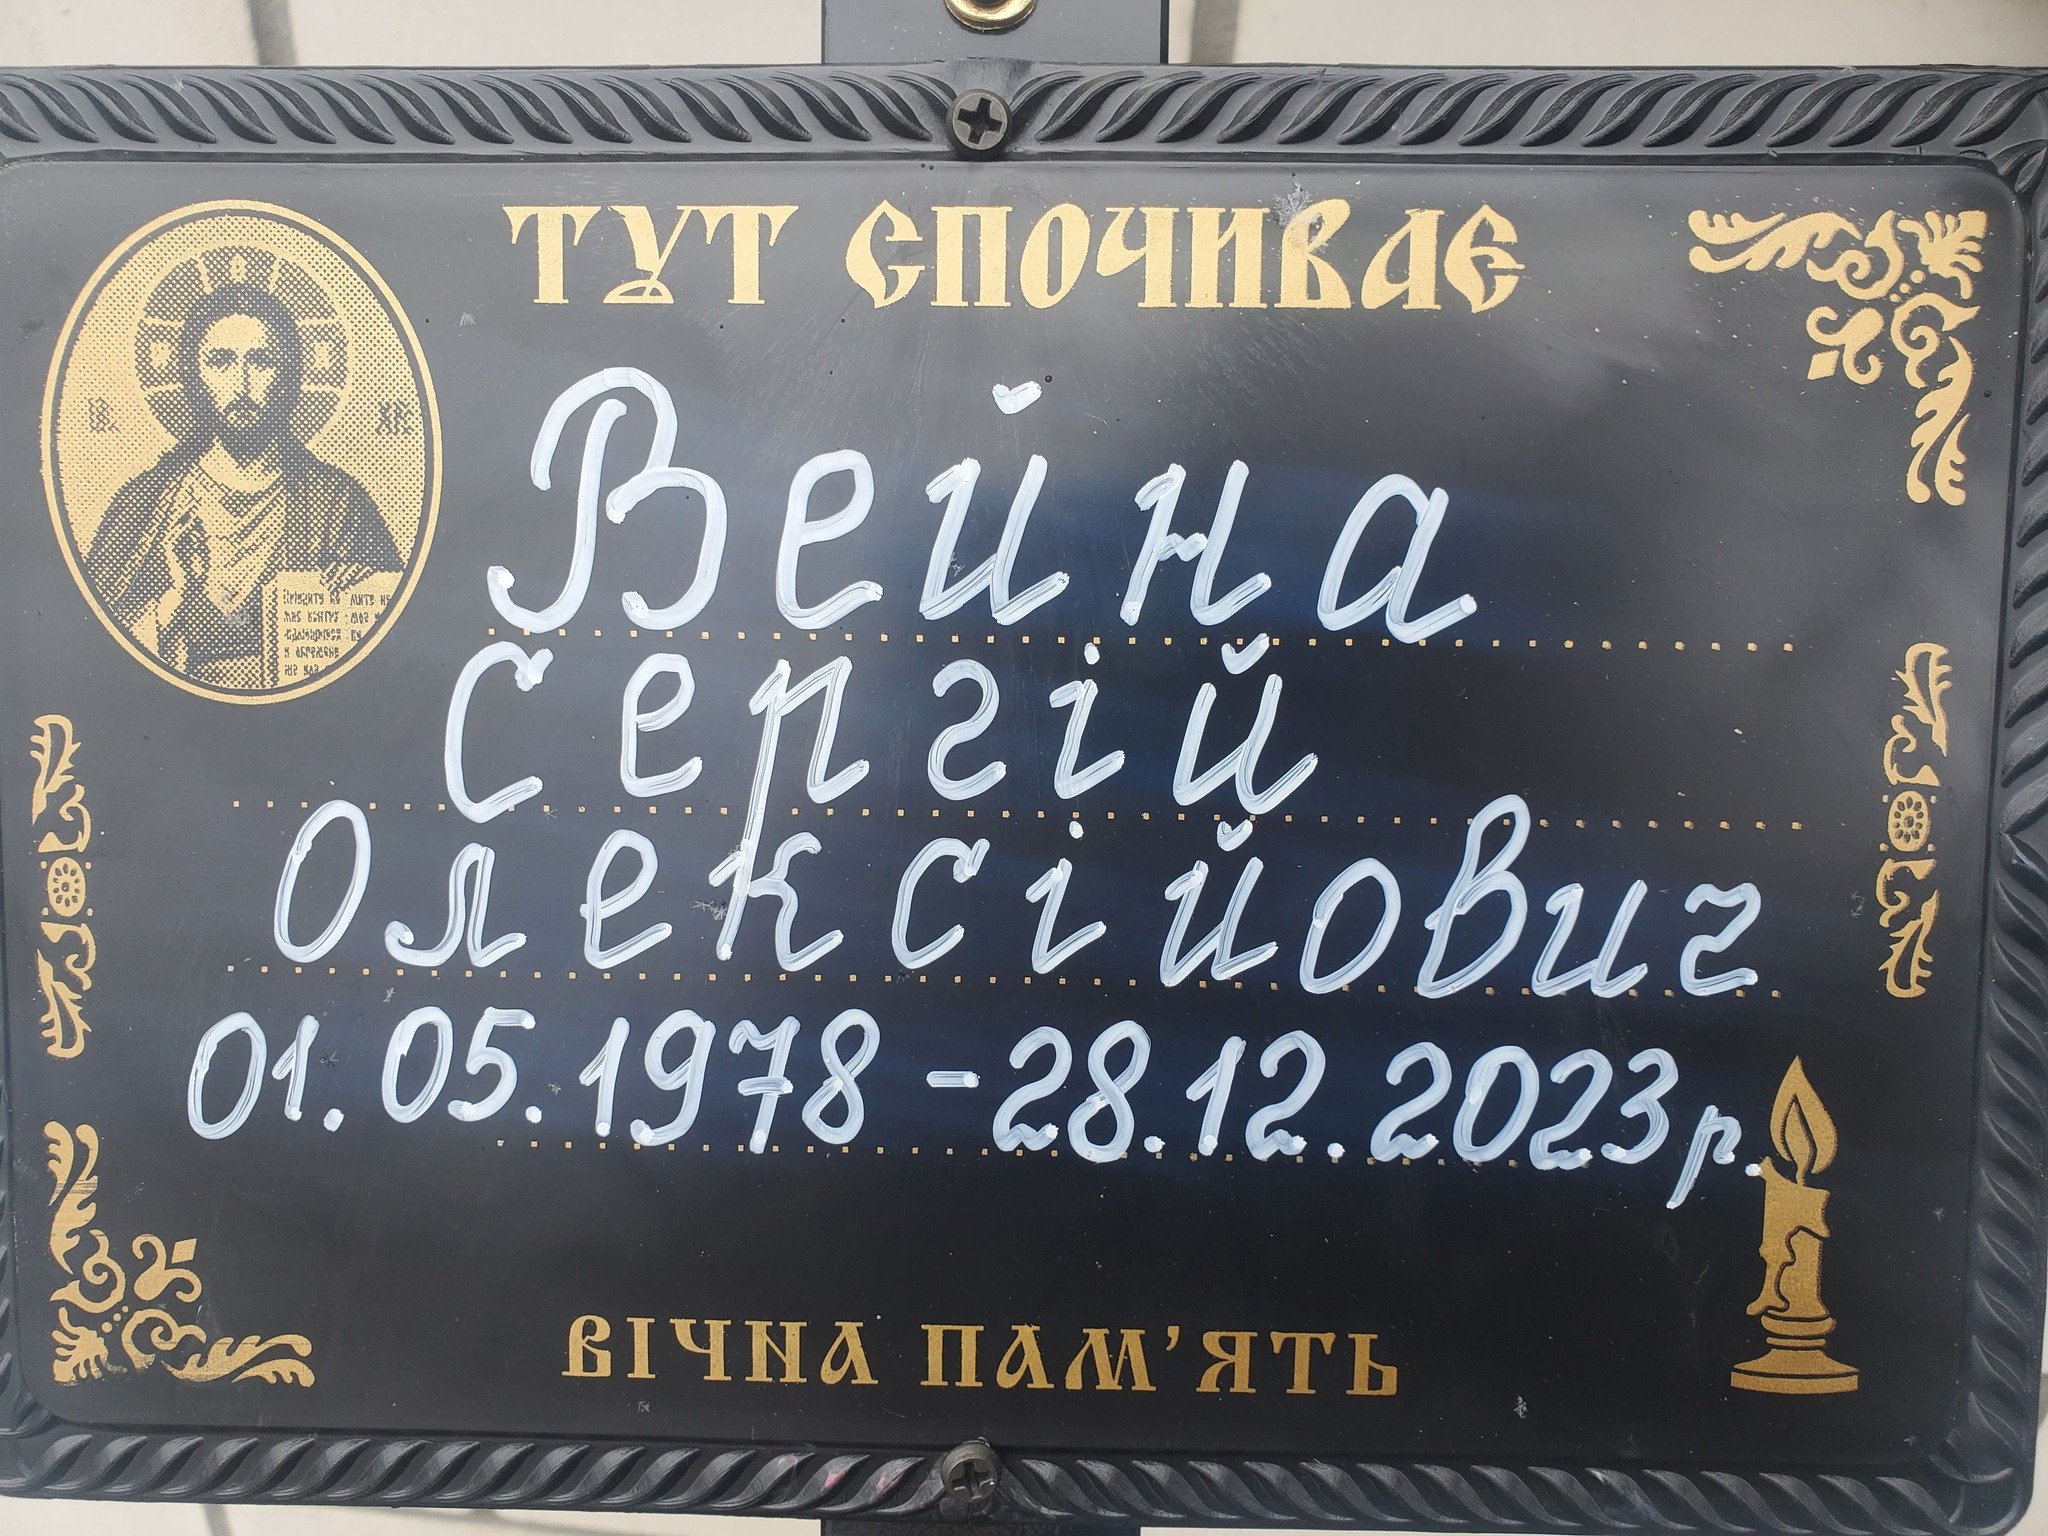 ТУТ СПОЧИВАЄ
Вейна
Сергій
Олексійович
01.05.1978 - 28.12.2023 р.
ВІЧНА ПАМ'ЯТЬ